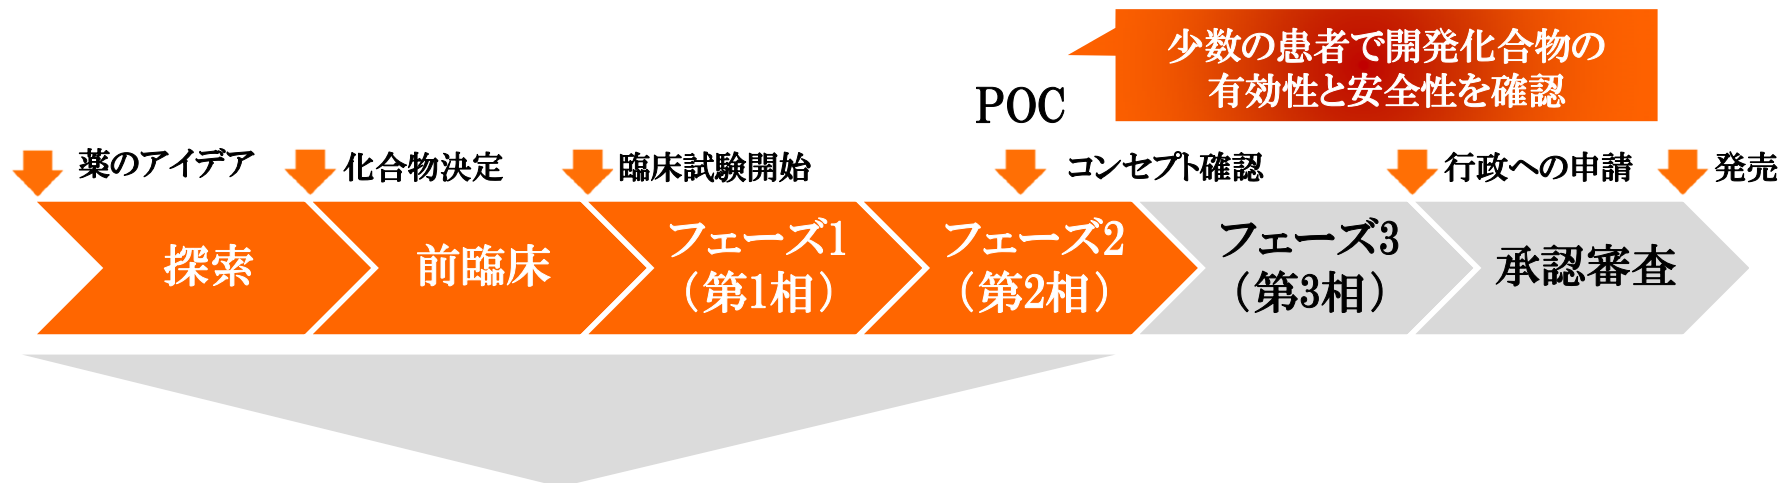 少数の患者で開発化合物の
有効性と安全性を確認
POC
薬のアイデア
化合物決定
臨床試験開始
コンセプト確認
行政への申請
発売
探索
前臨床
フェーズ1
（第1相）
フェーズ2
（第2相）
フェーズ3
（第3相）
承認審査